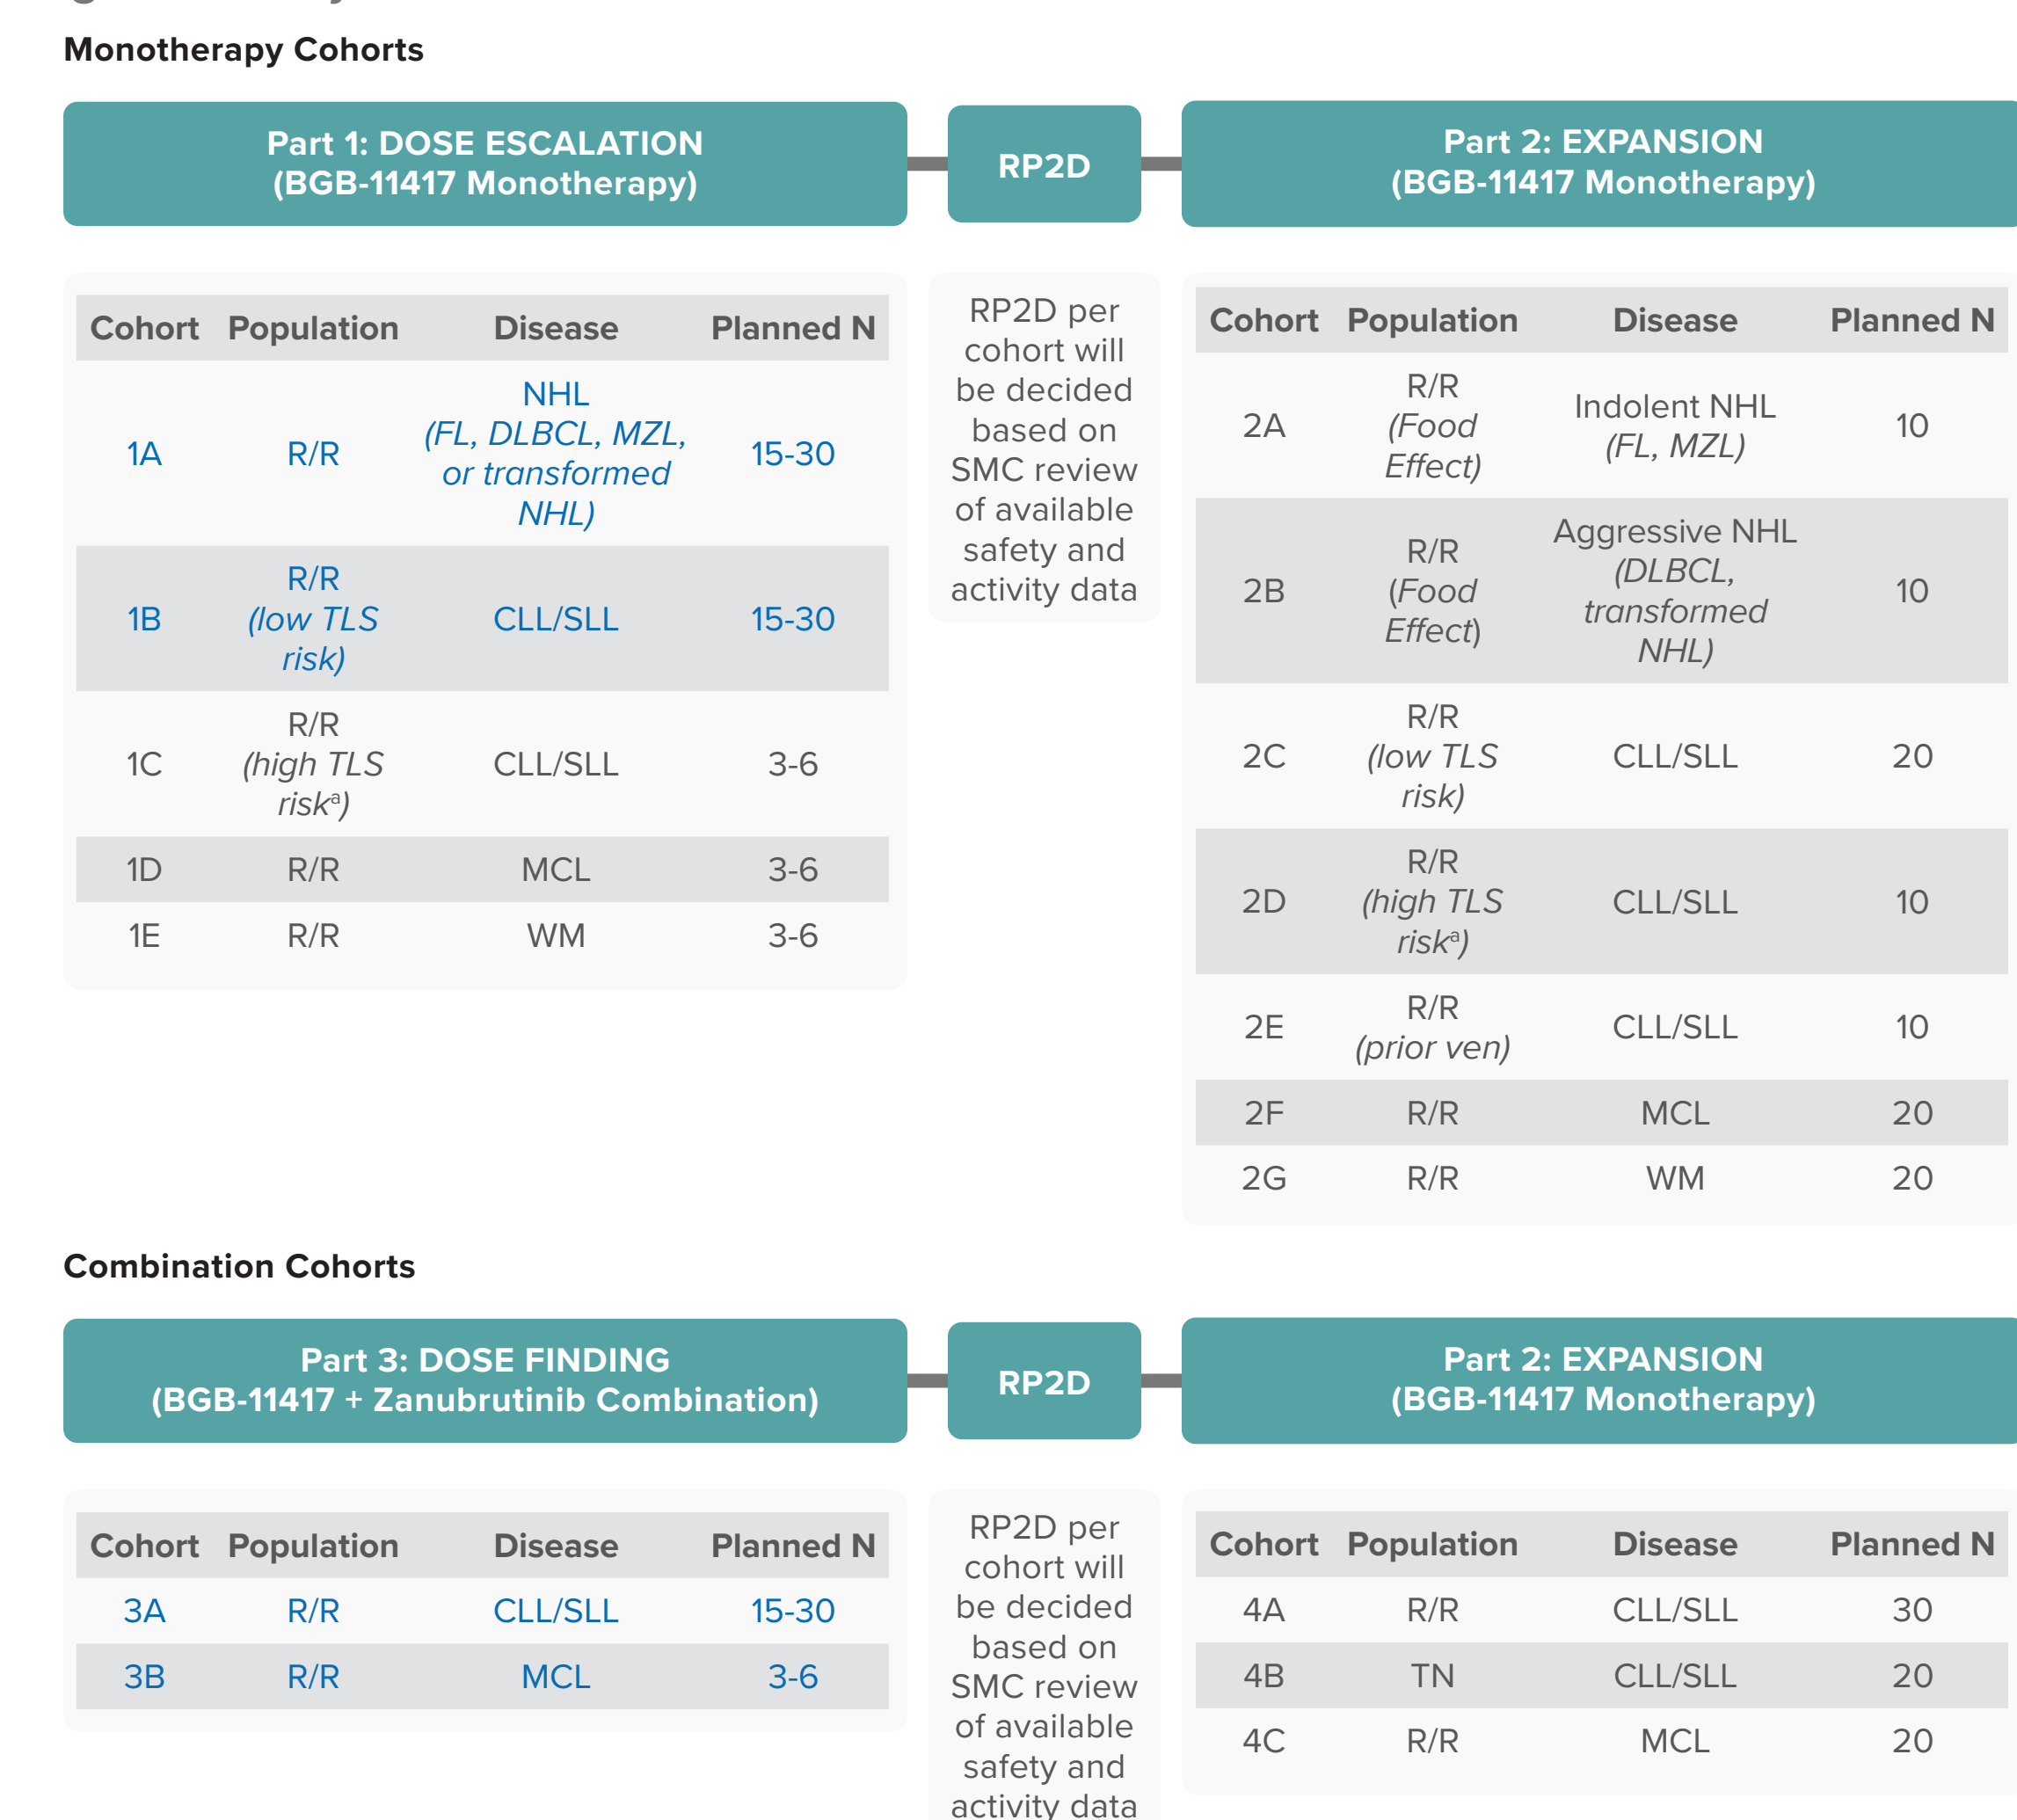 Monotherapy Cohorts
Part 1: DOSE ESCALATION
(BGB-11417 Monotherapy)
RP2D
Part 2: EXPANSION
(BGB-11417 Monotherapy)
Cohort Population Disease Planned N
1A R/R NHL
(FL, DLBCL, MZL,
or transformed
NHL) 15-30
1B R/R
(low TLS
risk) CLL/SLL 15-30
1C R/R
(high TLS
riskᵃ) CLL/SLL 3-6
1D R/R MCL 3-6
1E R/R WM 3-6
RP2D per
cohort will
be decided
based on
SMC review
of available
safety and
activity data
Cohort Population Disease Planned N
2A R/R
(Food
Effect) Indolent NHL
(FL, MZL) 10
2B R/R
(Food
Effect) Aggressive NHL
(DLBCL,
transformed
NHL) 10
2C R/R
(low TLS
risk) CLL/SLL 20
2D R/R
(high TLS
riskᵃ) CLL/SLL 10
2E R/R
(prior ven) CLL/SLL 10
2F R/R MCL 20
2G R/R WM 20
Combination Cohorts
Part 3: DOSE FINDING
(BGB-11417 + Zanubrutinib Combination)
RP2D
Part 2: EXPANSION
(BGB-11417 Monotherapy)
Cohort Population Disease Planned N
3A R/R CLL/SLL 15-30
3B R/R MCL 3-6
RP2D per
cohort will
be decided
based on
SMC review
of available
safety and
activity data
Cohort Population Disease Planned N
4A R/R CLL/SLL 30
4B TN CLL/SLL 20
4C R/R MCL 20